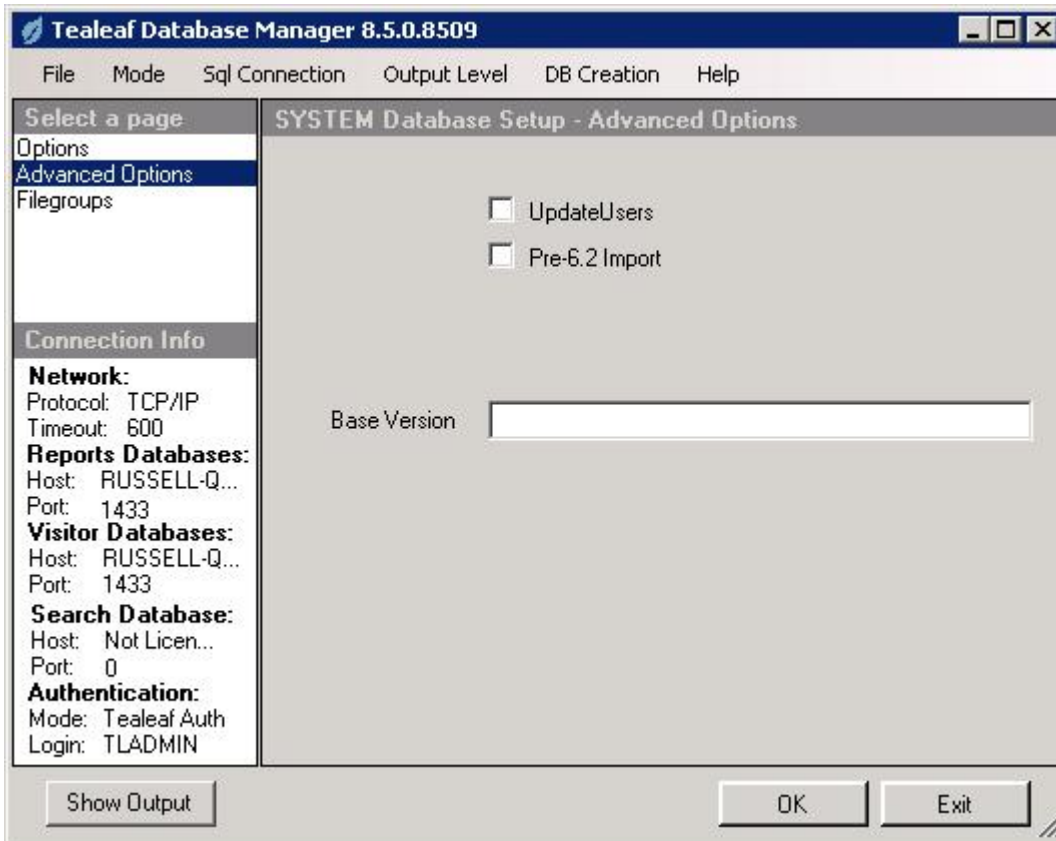 Tealeaf Database Manager 8.5.0.8509
File Mode Sql Connection Output Level DB Creation Help
Select a page
Options
Advanced Options
Filegroups
SYSTEM Database Setup - Advanced Options
UpdateUsers
Pre-6.2 Import
Base Version
Connection Info
Network:
Protocol: TCP/IP
Timeout: 600
Reports Databases:
Host: RUSSELL-Q...
Port: 1433
Visitor Databases:
Host: RUSSELL-Q...
Port: 1433
Search Database:
Host: Not Licen...
Port: 0
Authentication:
Mode: Tealeaf Auth
Login: TLADMIN
Show Output OK Exit